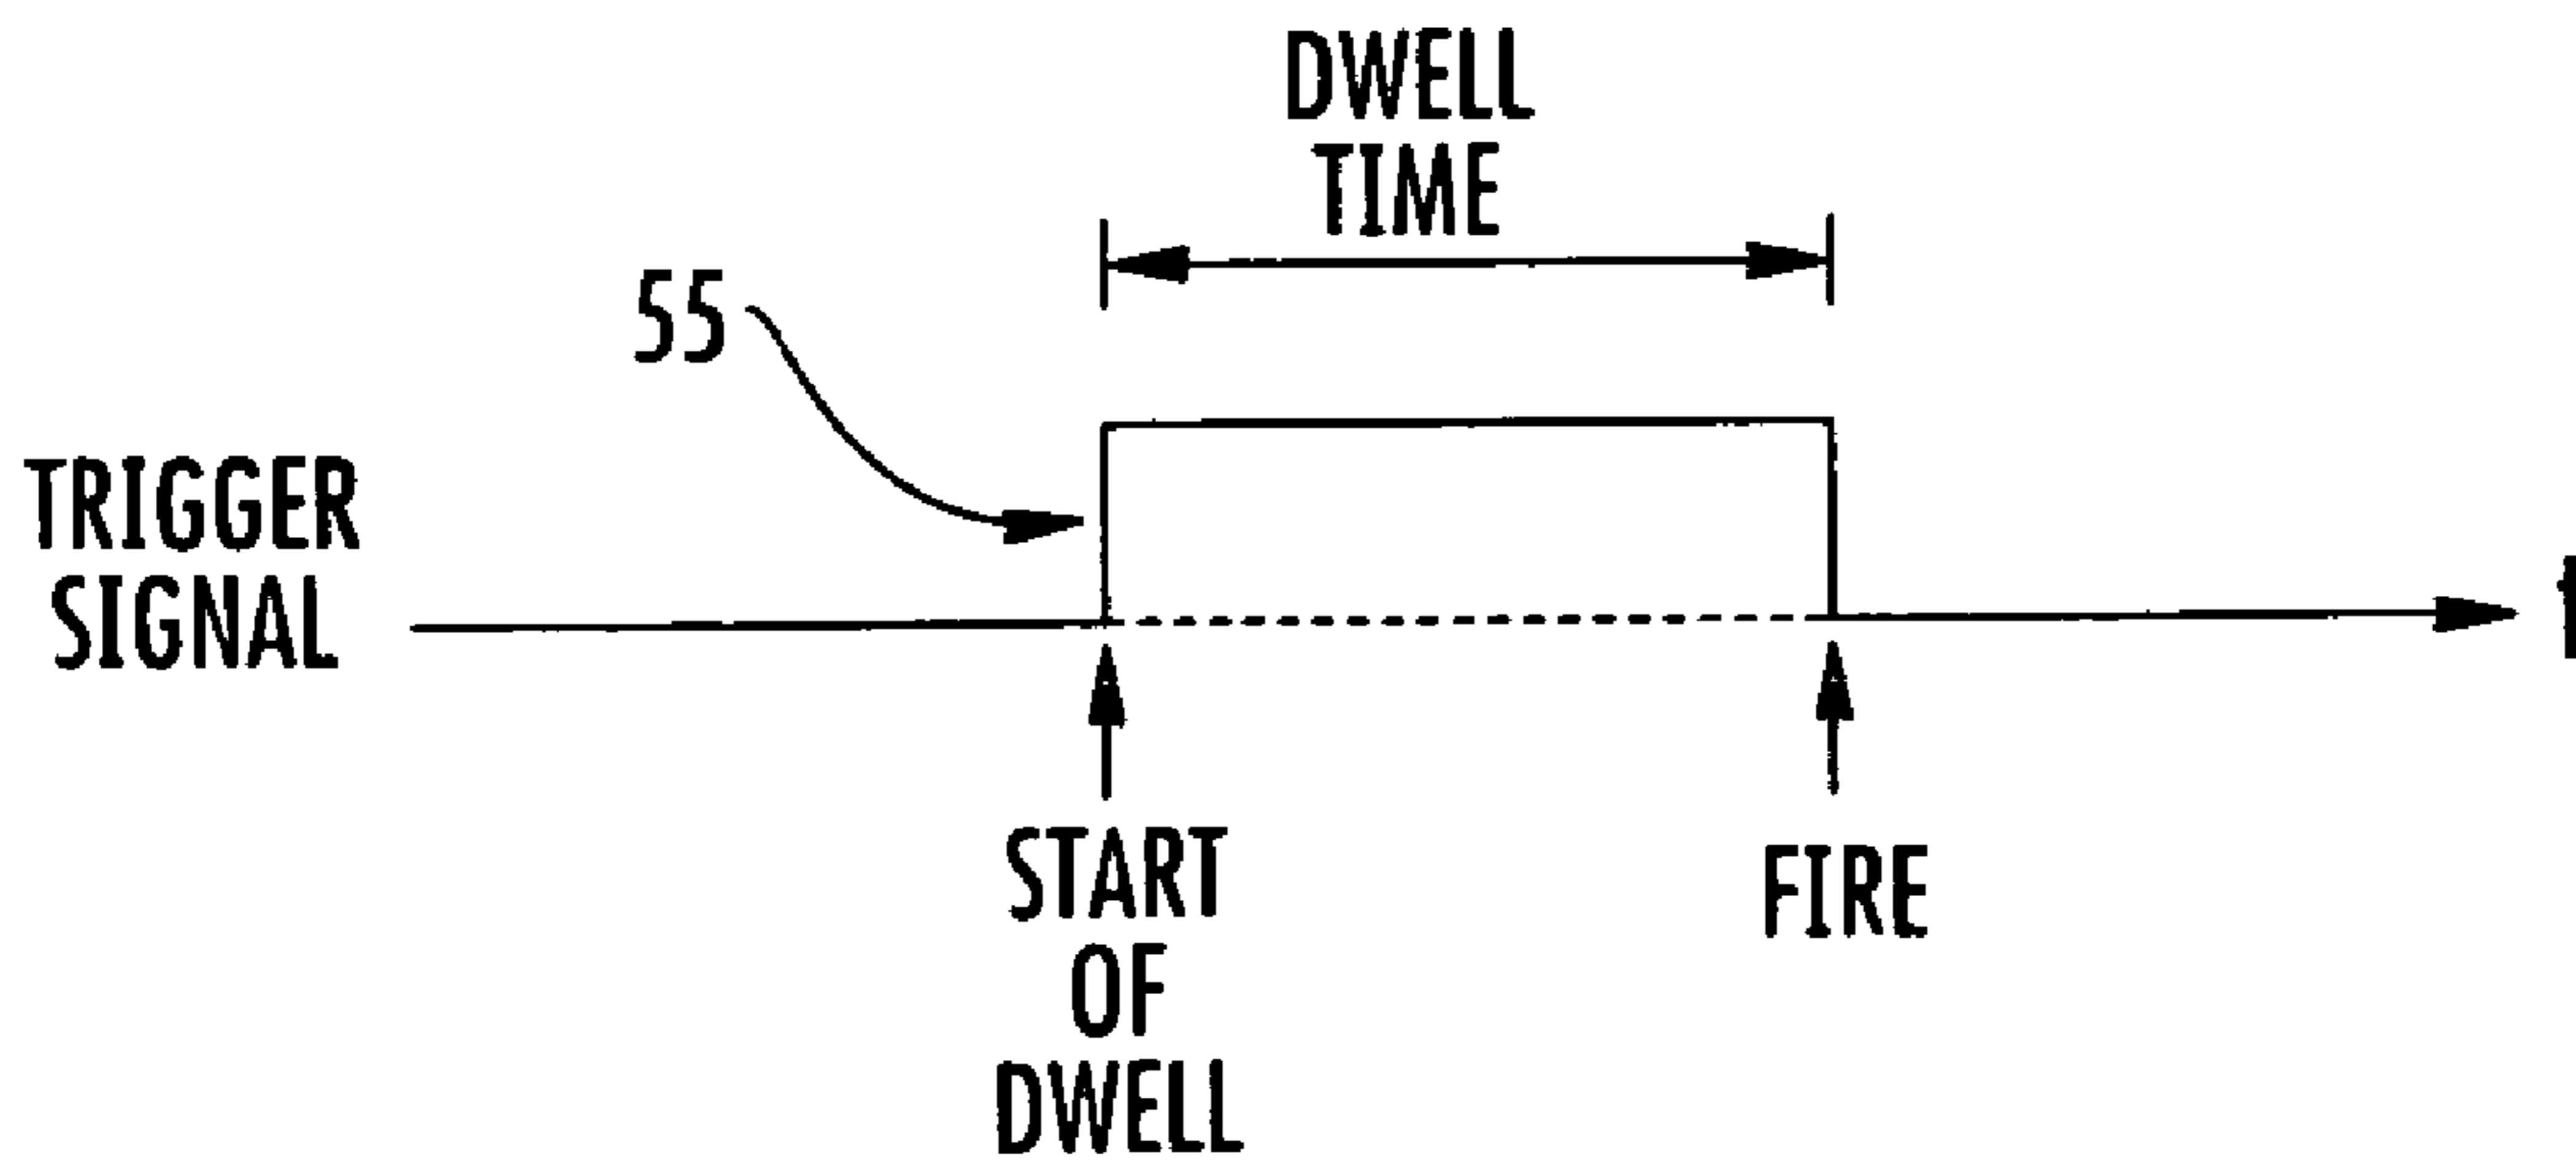 DWELL
TIME
55
TRIGGER
SIGNAL
t
START
OF
DWELL
FIRE